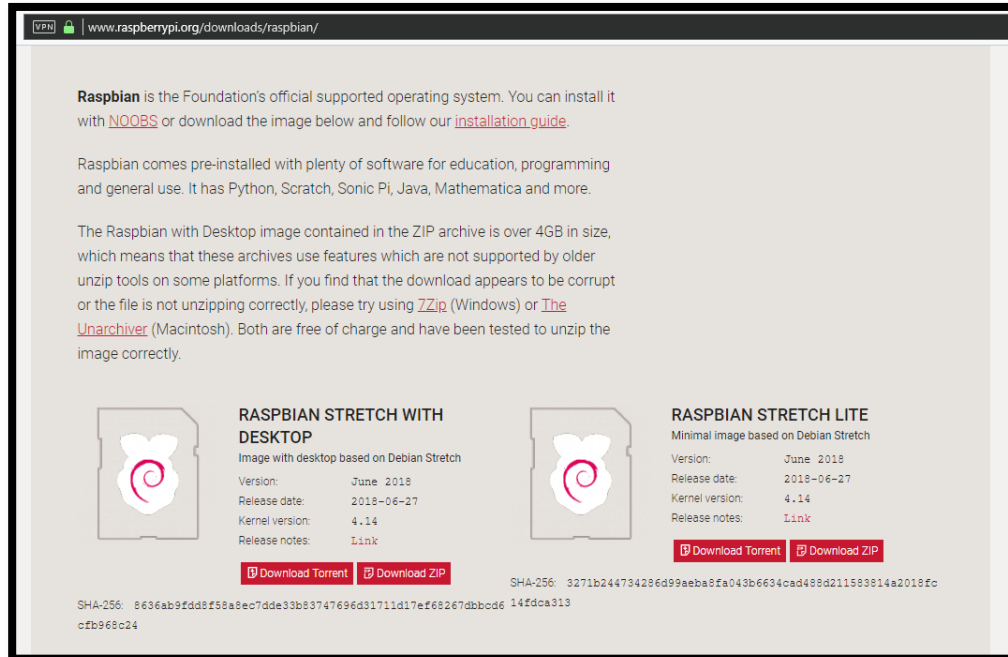 VPN www.raspberrypi.org/downloads/raspbian/
Raspbian is the Foundation's official supported operating system. You can install it
with NOOBS or download the image below and follow our installation guide.
Raspbian comes pre-installed with plenty of software for education, programming
and general use. It has Python, Scratch, Sonic Pi, Java, Mathematica and more.
The Raspbian with Desktop image contained in the ZIP archive is over 4GB in size,
which means that these archives use features which are not supported by older
unzip tools on some platforms. If you find that the download appears to be corrupt
or the file is not unzipping correctly, please try using 7Zip (Windows) or The
Unarchiver (Macintosh). Both are free of charge and have been tested to unzip the
image correctly.
RASPBIAN STRETCH WITH
DESKTOP
Image with desktop based on Debian Stretch
Version: June 2018
Release date: 2018-06-27
Kernel version: 4.14
Release notes: Link
Download Torrent Download ZIP
SHA-256: 8636ab9fdd8f58a8ec7dde33b83747696d31711d17ef68267dbbcd6
cfb968c24
RASPBIAN STRETCH LITE
Minimal image based on Debian Stretch
Version: June 2018
Release date: 2018-06-27
Kernel version: 4.14
Release notes: Link
Download Torrent Download ZIP
SHA-256: 3271b244734286d99aeba8fa043b6634cad488d211583814a2018fc
14fdca313